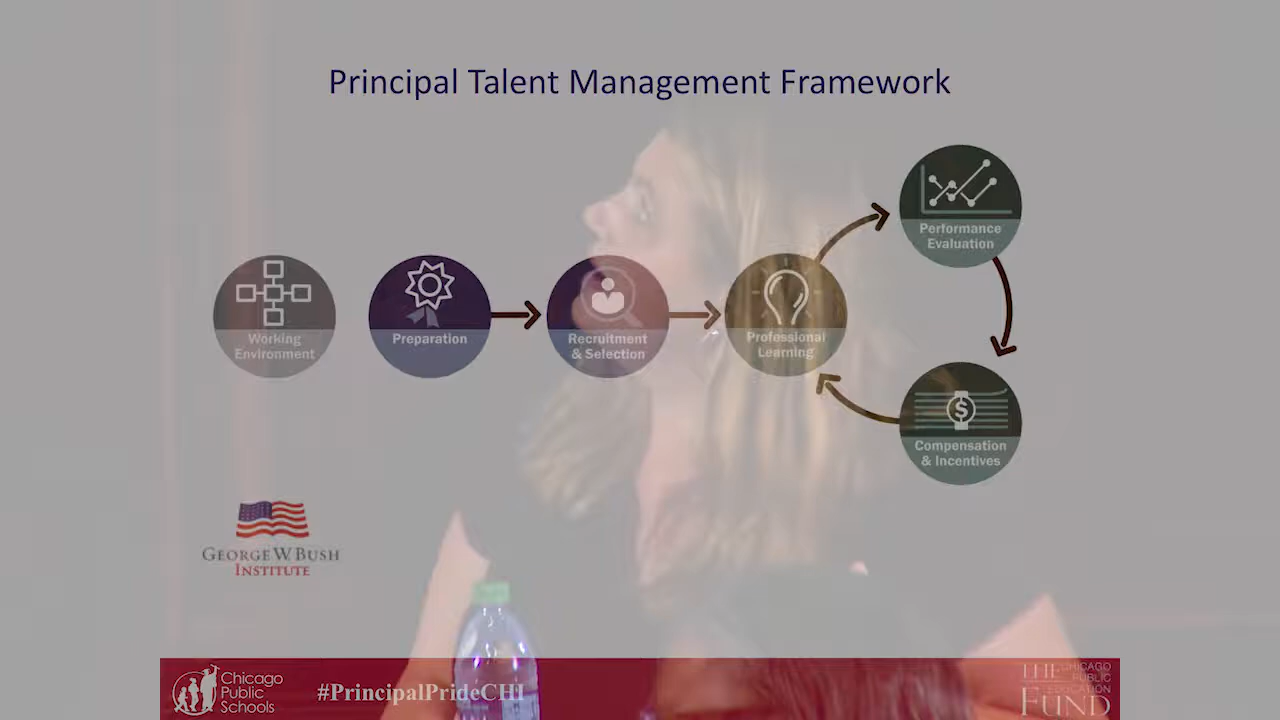 Principal Talent Management Framework
Performance
Evaluation
Working
Environment
Preparation
Recruitment
& Selection
Professional
Learning
$
Compensation
& Incentives
GEORGE W. BUSH
INSTITUTE
Chicago
Public
Schools
#PrincipalPrideCHI
THE CHICAGO
PUBLIC
EDUCATION
FUND